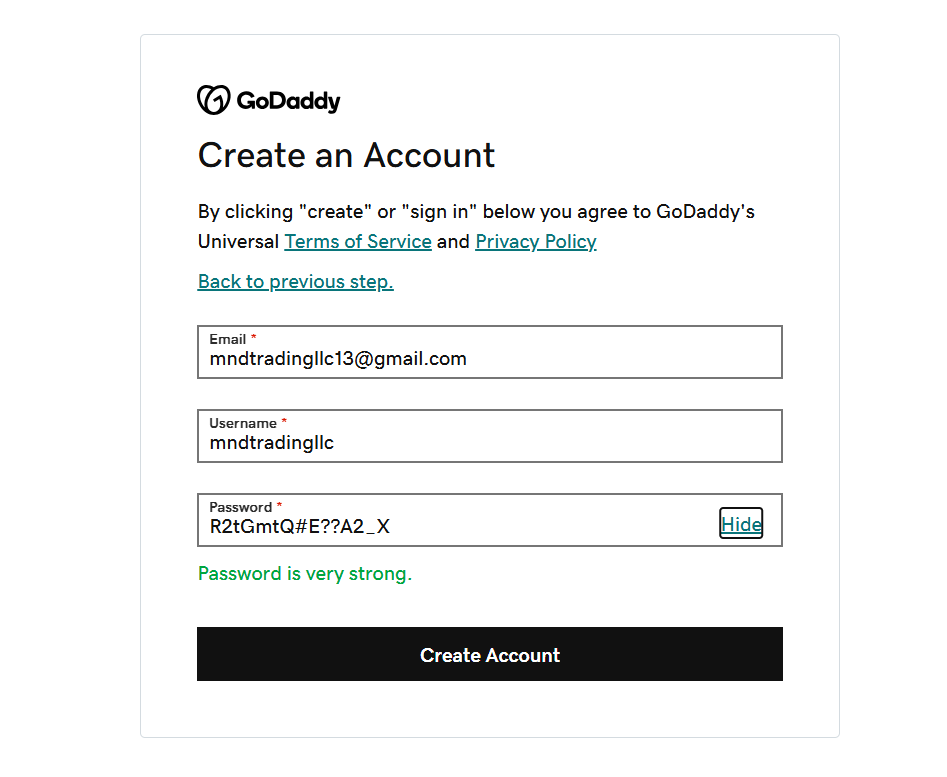 GoDaddy
Create an Account
By clicking "create" or "sign in" below you agree to GoDaddy's
Universal Terms of Service and Privacy Policy
Back to previous step.
Email *
mndtradingllc13@gmail.com
Username *
mndtradingllc
Password *
R2tGmtQ#E??A2_X
Hide
Password is very strong.
Create Account